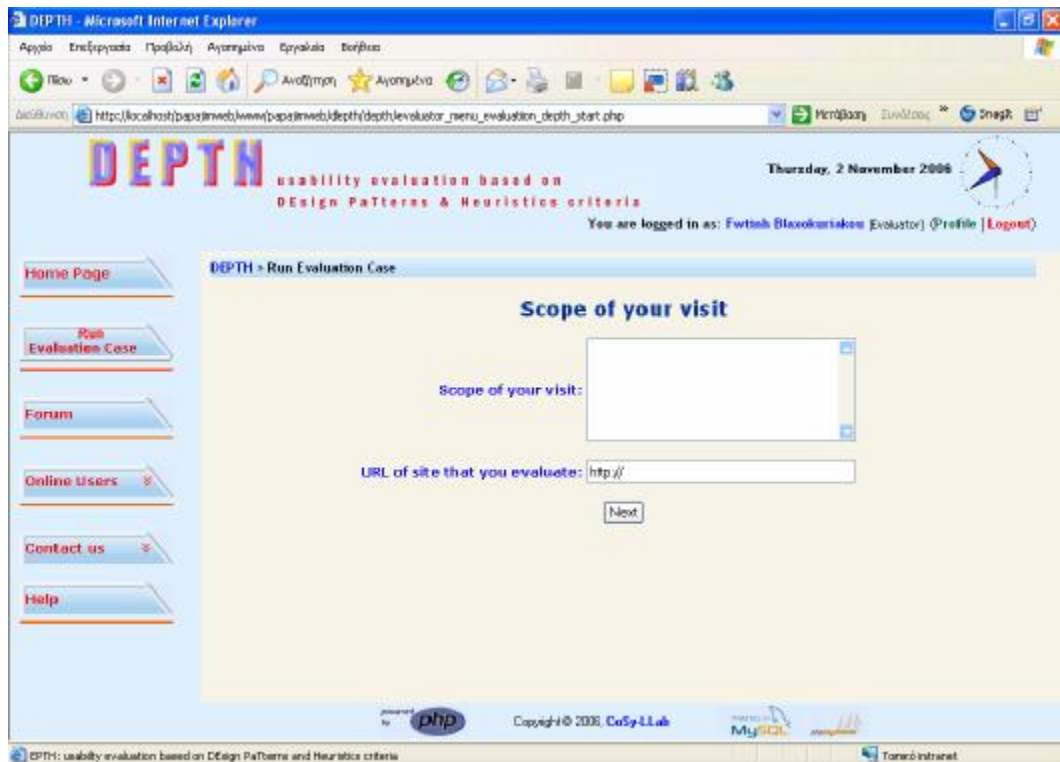 DEPTH - Microsoft Internet Explorer
Αρχείο Επεξεργασία Προβολή Αγαπημένα Εργαλεία Βοήθεια
Πίσω Αναζήτηση Αγαπημένα
Διεύθυνση http://localhost/papajimweb/www/papajimweb/depth/depth/evaluator_menu_evaluation_depth_start.php Μετάβαση Συνδέσεις » SnagIt
DEPTH
usability evaluation based on
DEsign PaTterns & Heuristics criteria
Thursday, 2 November 2006
You are logged in as: Fwtinh Blaxokuriakou (Evaluator) (Profile | Logout)
DEPTH » Run Evaluation Case
Home Page
Run
Evaluation Case
Forum
Online Users
Contact us
Help
Scope of your visit
Scope of your visit:
URL of site that you evaluate: http://
Next
powered by php
Copyright © 2006, CoSy-LLab
MySQL
EPTH: usability evaluation based on DEsign PaTterns and Heuristics criteria
Τοπικό intranet